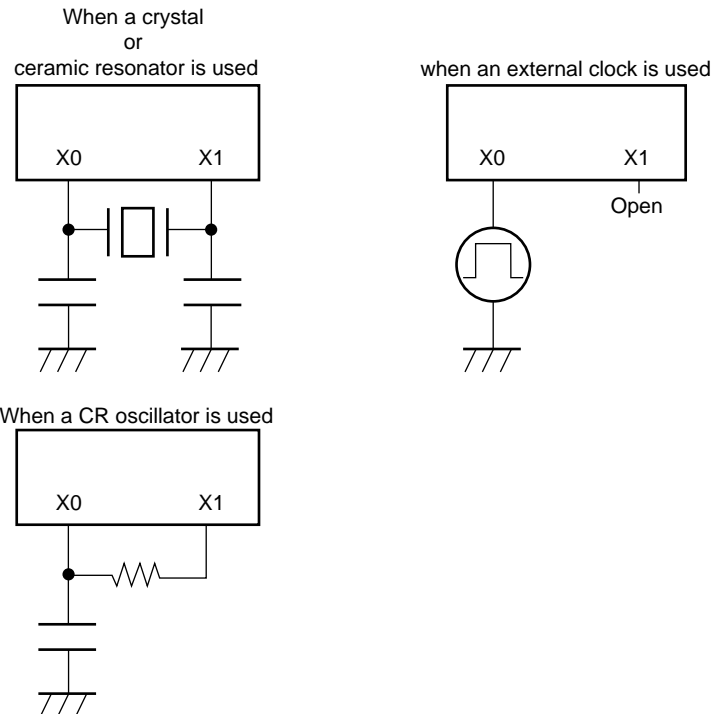 When a crystal
or
ceramic resonator is used
X0 X1
when an external clock is used
X0 X1
Open
When a CR oscillator is used
X0 X1